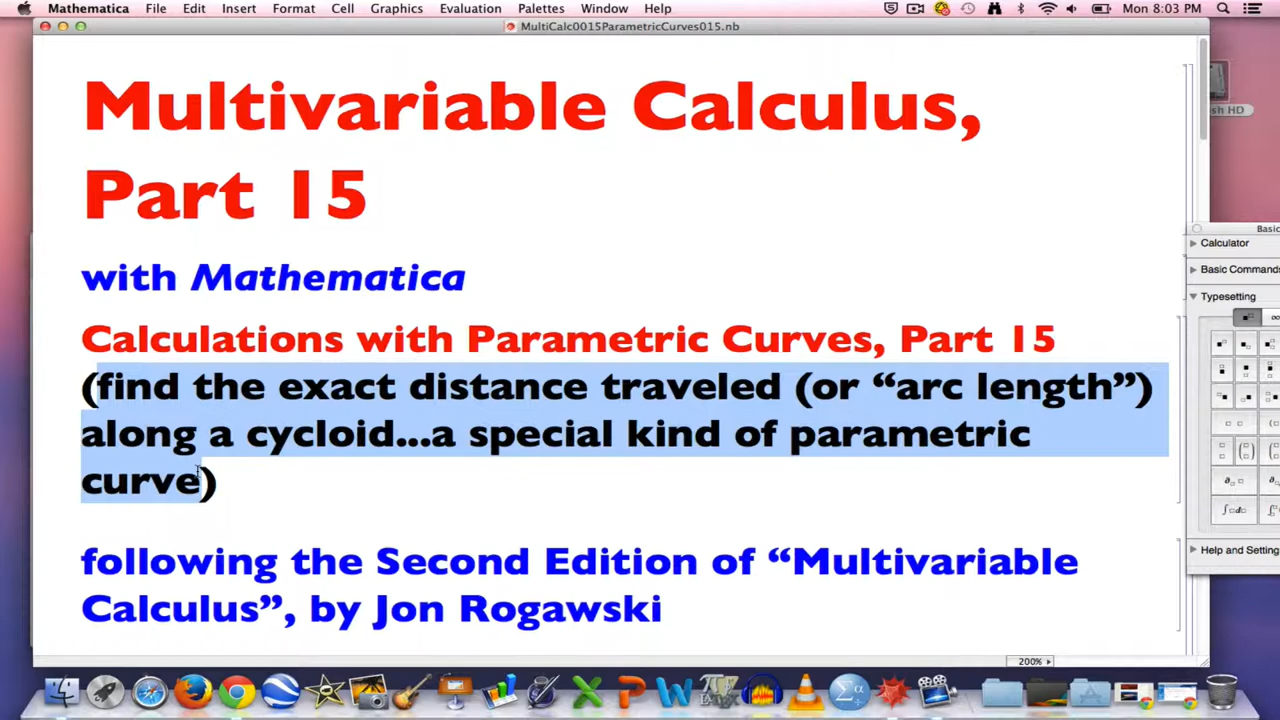 Mathematica File Edit Insert Format Cell Graphics Evaluation Palettes Window Help Mon 8:03 PM
MultiCalc0015ParametricCurves015.nb
Multivariable Calculus,
Part 15
with Mathematica
Calculations with Parametric Curves, Part 15
(find the exact distance traveled (or “arc length”)
along a cycloid...a special kind of parametric
curve)
following the Second Edition of “Multivariable
Calculus”, by Jon Rogawski
200%
HD
Calculator
Basic Commands
Typesetting
Help and Setting